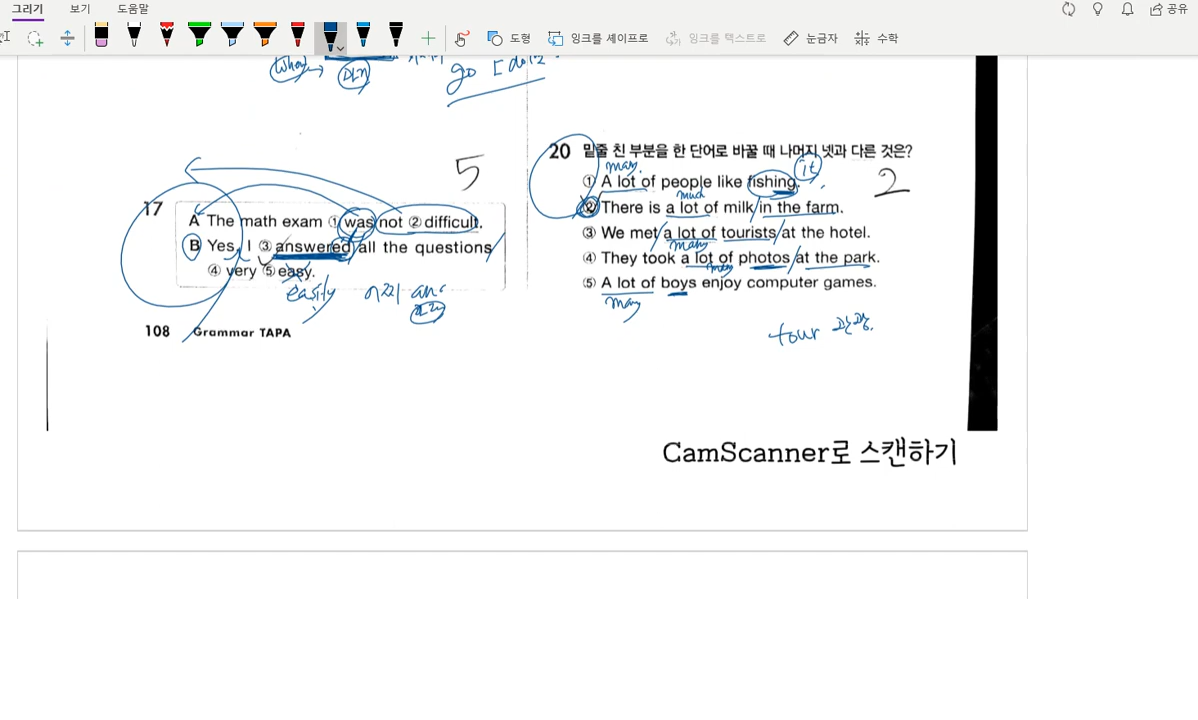 그리기 보기 도움말 공유
도형 잉크를 셰이프로 잉크를 텍스트로 눈금자 수학
What
go
5
17
A The math exam ① was not ② difficult.
B Yes, I ③ answered all the questions
④ very ⑤ easy.
easily
108 Grammar TAPA
20 밑줄 친 부분을 한 단어로 바꿀 때 나머지 넷과 다른 것은?
many it
① A lot of people like fishing.
2
much
② There is a lot of milk in the farm.
③ We met a lot of tourists at the hotel.
many
④ They took a lot of photos at the park.
many
⑤ A lot of boys enjoy computer games.
many
tour 관광.
CamScanner로 스캔하기